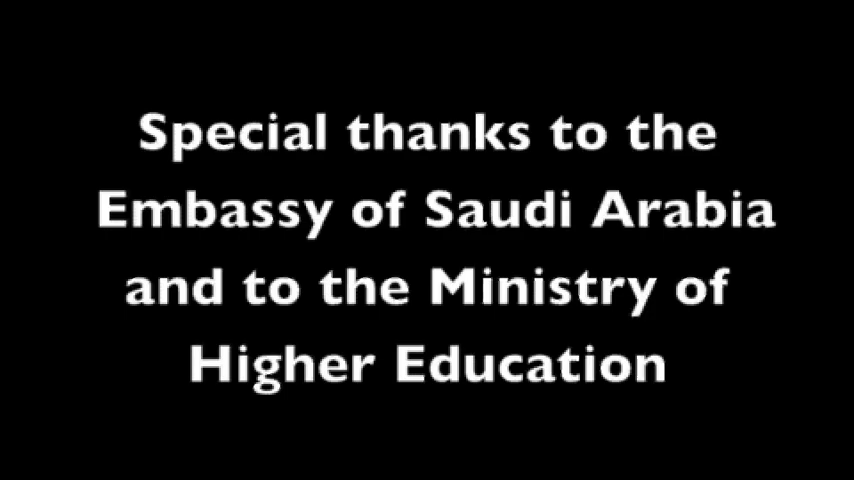 Special thanks to the
Embassy of Saudi Arabia
and to the Ministry of
Higher Education